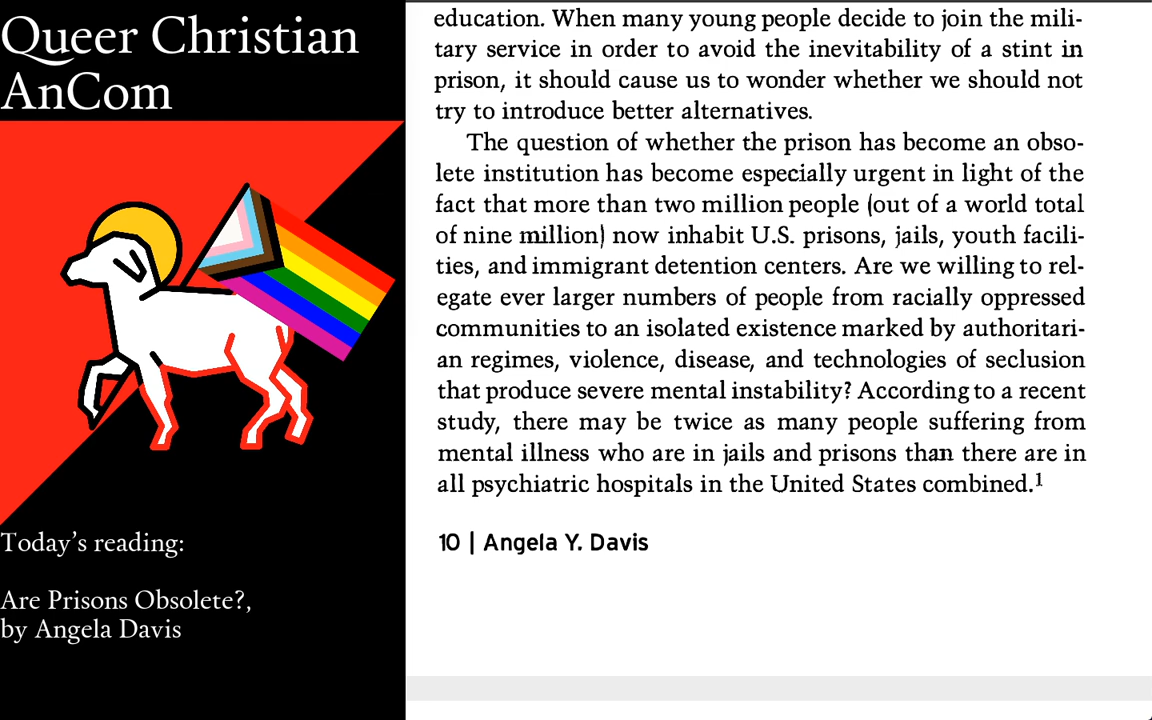 Queer Christian
AnCom
Today's reading:
Are Prisons Obsolete?,
by Angela Davis
education. When many young people decide to join the mili-
tary service in order to avoid the inevitability of a stint in
prison, it should cause us to wonder whether we should not
try to introduce better alternatives.
The question of whether the prison has become an obso-
lete institution has become especially urgent in light of the
fact that more than two million people (out of a world total
of nine million) now inhabit U.S. prisons, jails, youth facili-
ties, and immigrant detention centers. Are we willing to rel-
egate ever larger numbers of people from racially oppressed
communities to an isolated existence marked by authoritari-
an regimes, violence, disease, and technologies of seclusion
that produce severe mental instability? According to a recent
study, there may be twice as many people suffering from
mental illness who are in jails and prisons than there are in
all psychiatric hospitals in the United States combined.¹
10 | Angela Y. Davis